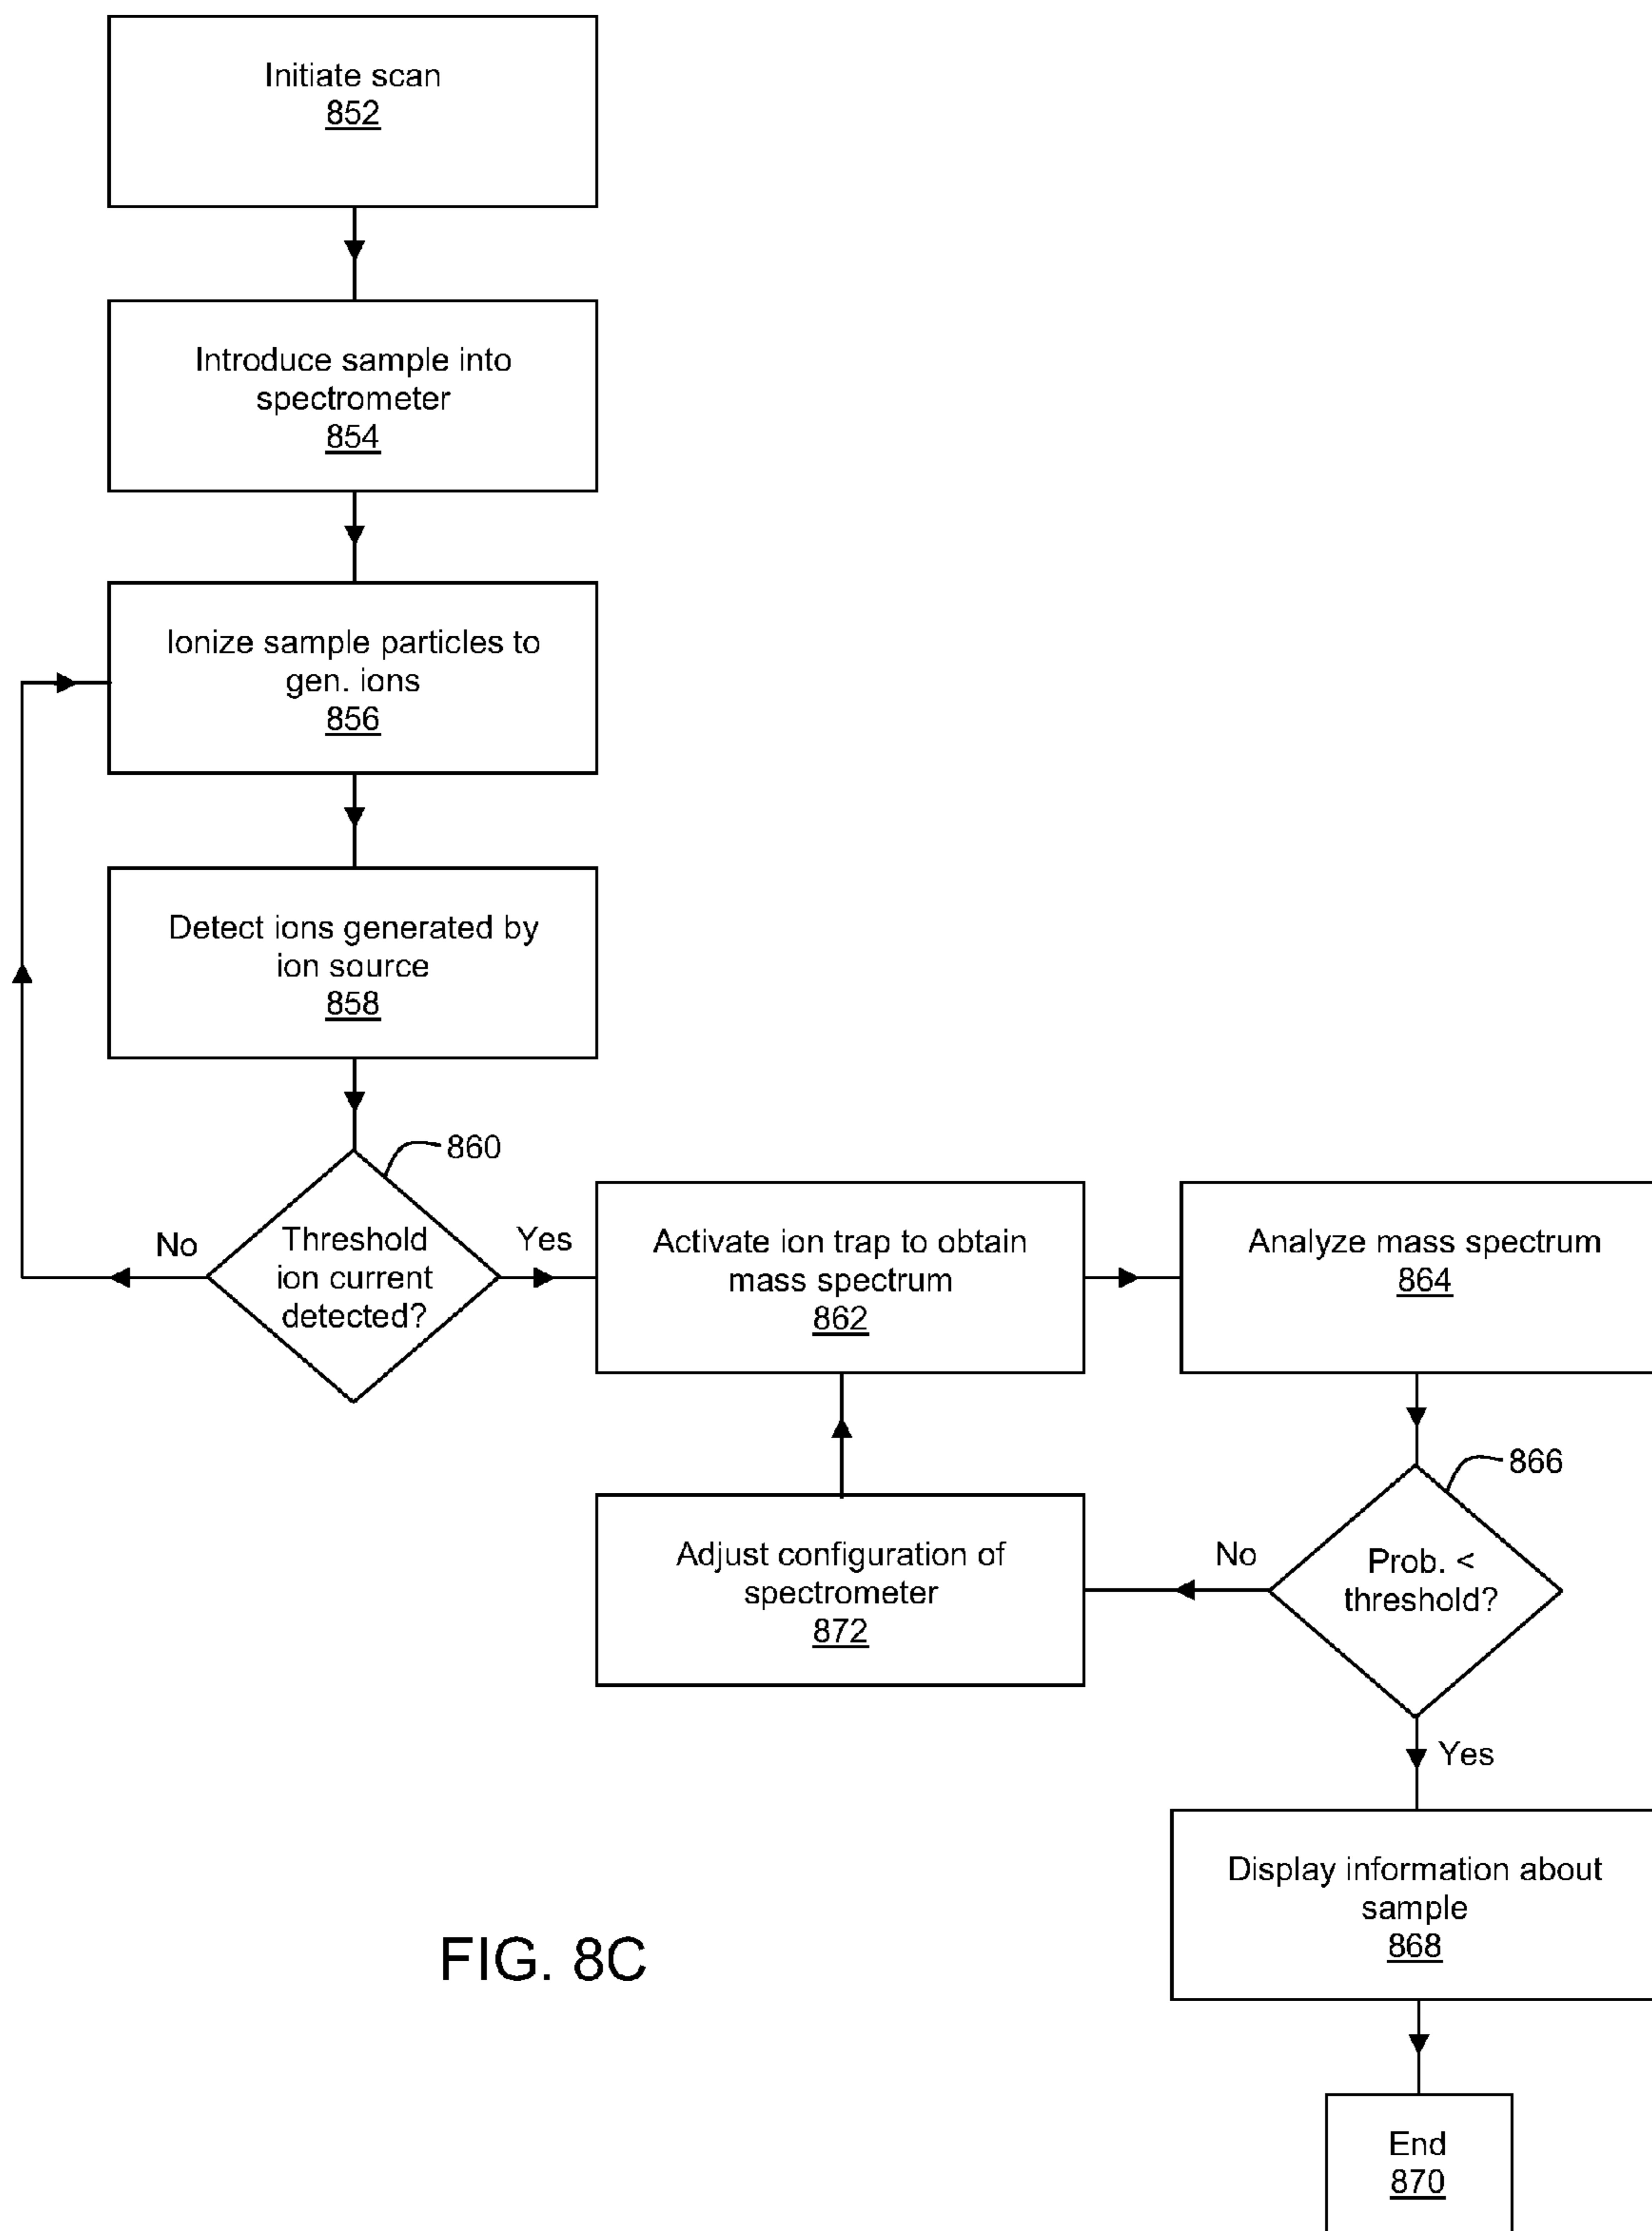 Initiate scan
852
Introduce sample into
spectrometer
854
Ionize sample particles to
gen. ions
856
Detect ions generated by
ion source
858
860
No
Threshold
ion current
detected?
Yes
Activate ion trap to obtain
mass spectrum
862
Analyze mass spectrum
864
866
Prob. <
threshold?
No
Adjust configuration of
spectrometer
872
Yes
Display information about
sample
868
End
870
FIG. 8C